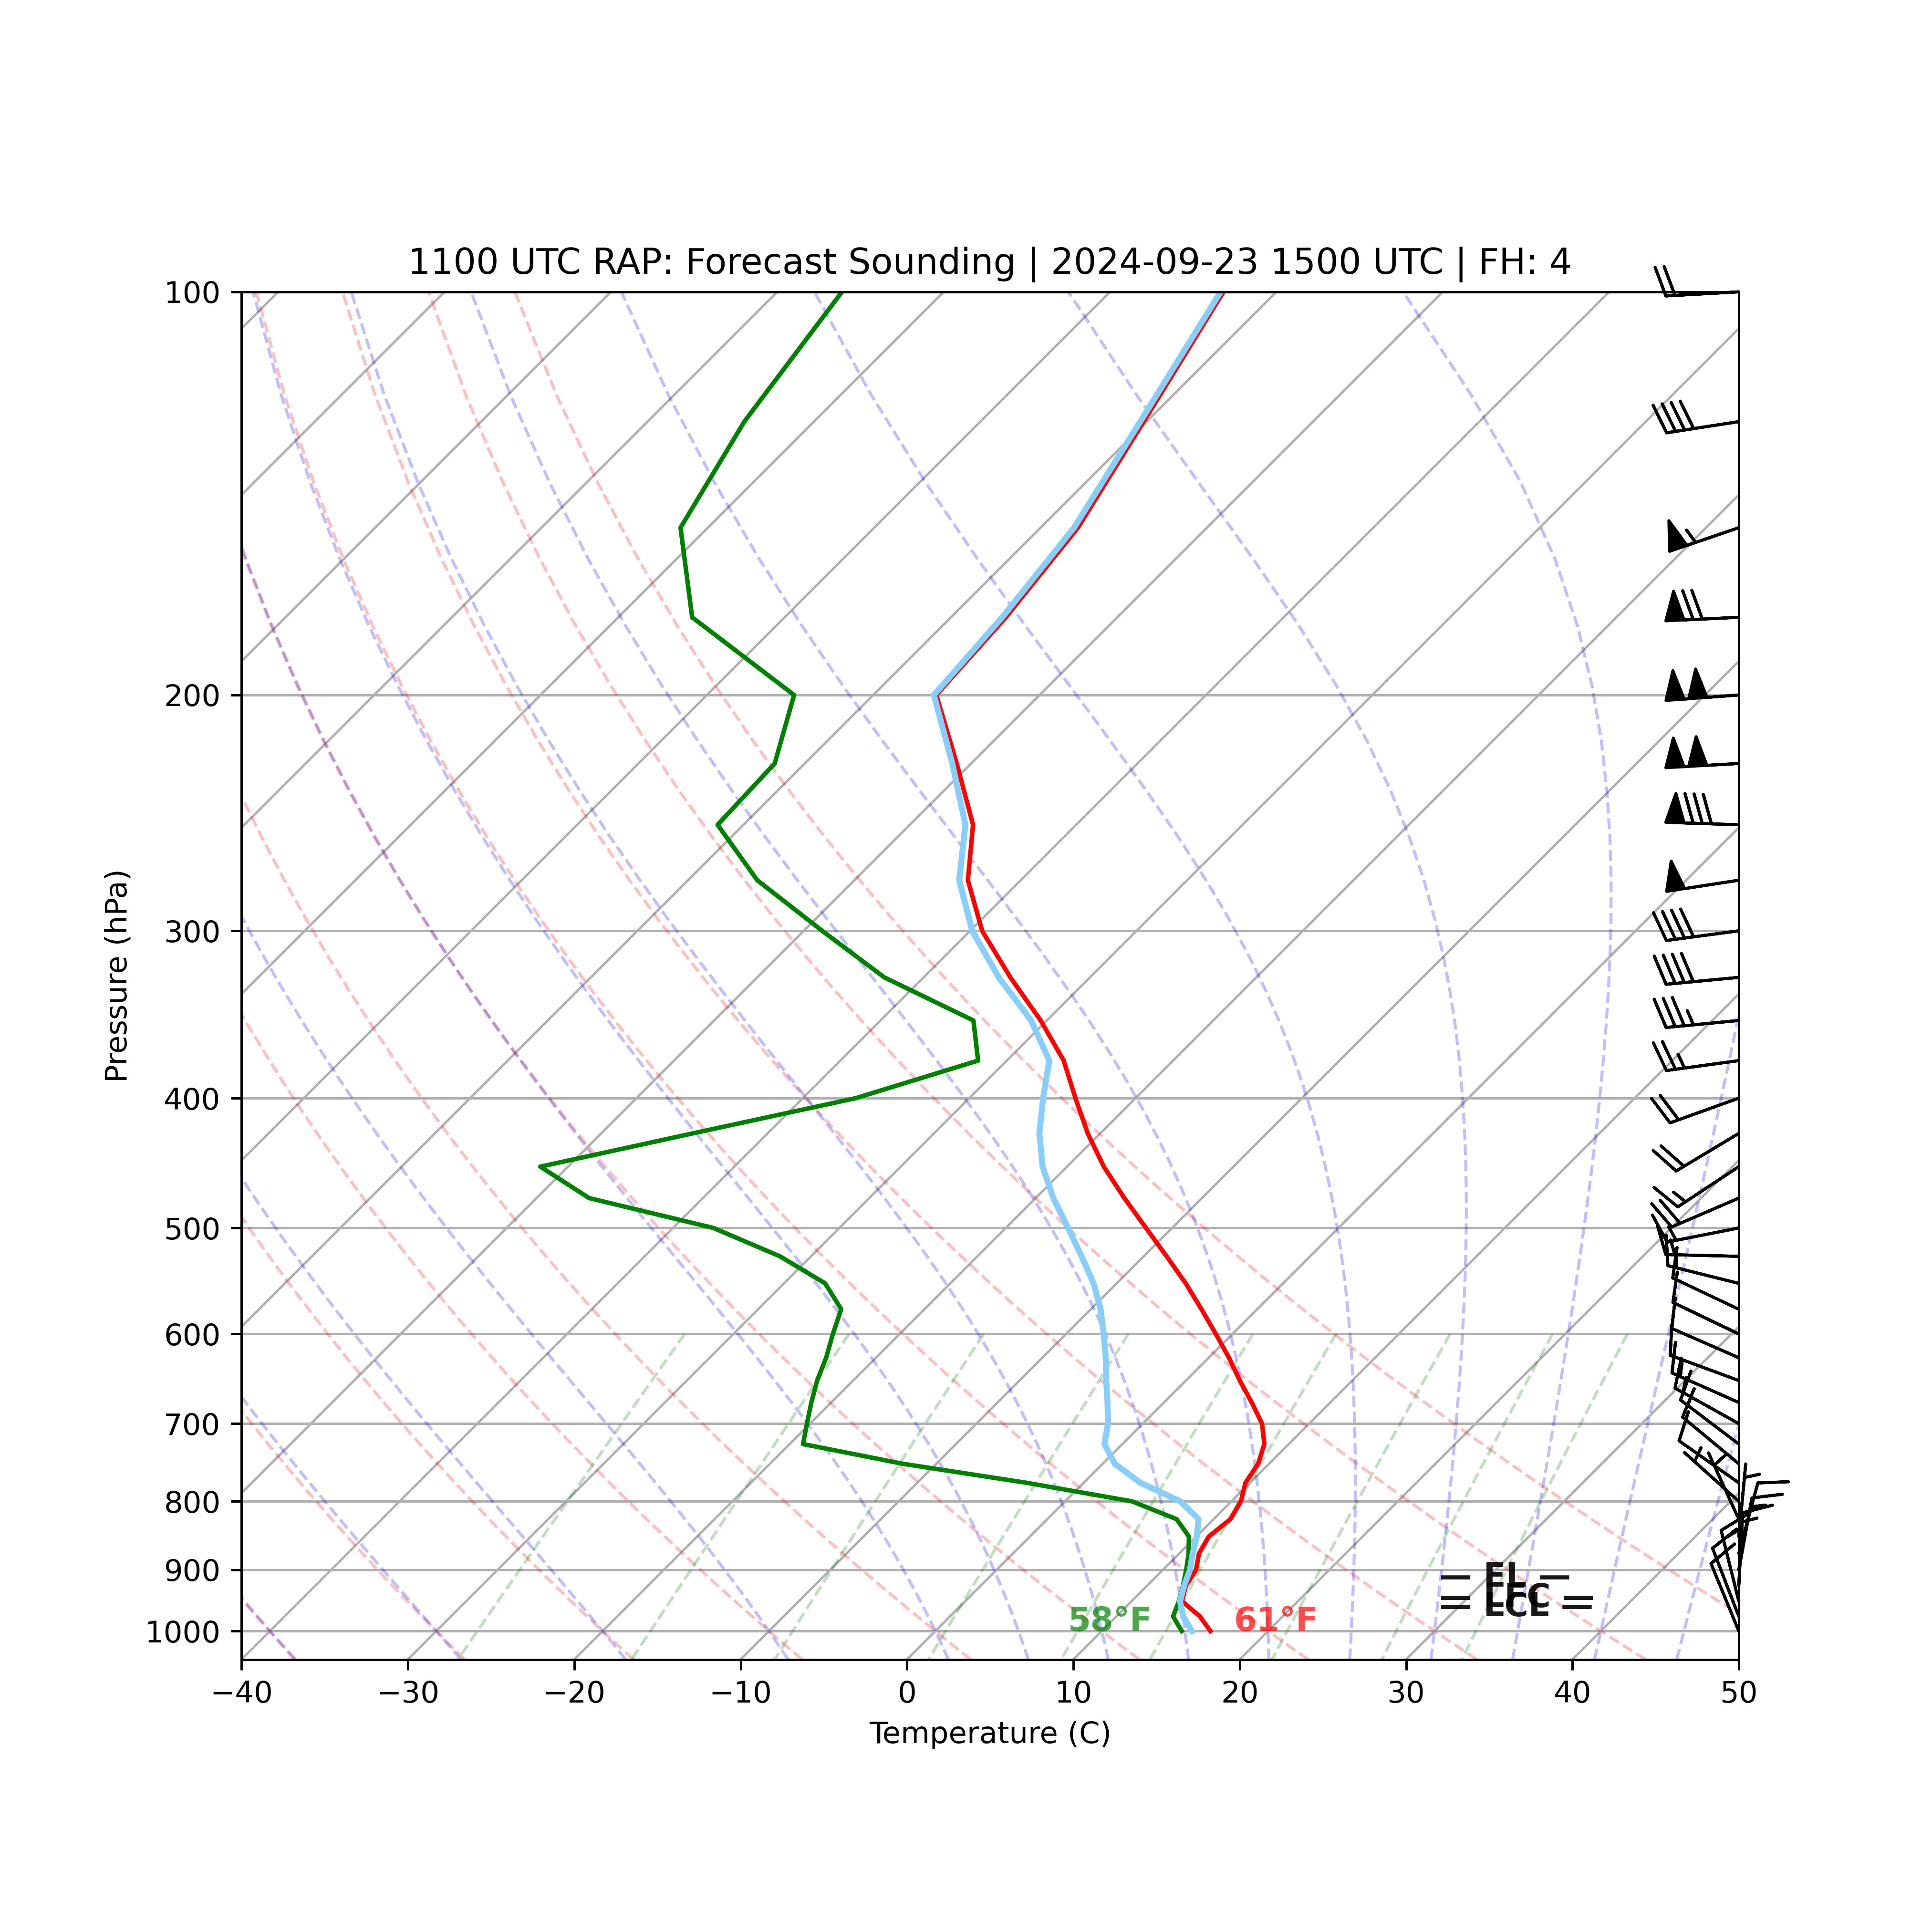 1100 UTC RAP: Forecast Sounding | 2024-09-23 1500 UTC | FH: 4
100
200
300
400
500
600
700
800
900
1000
Pressure (hPa)
− EL −
58°F 61°F
−40 −30 −20 −10 0 10 20 30 40 50
Temperature (C)